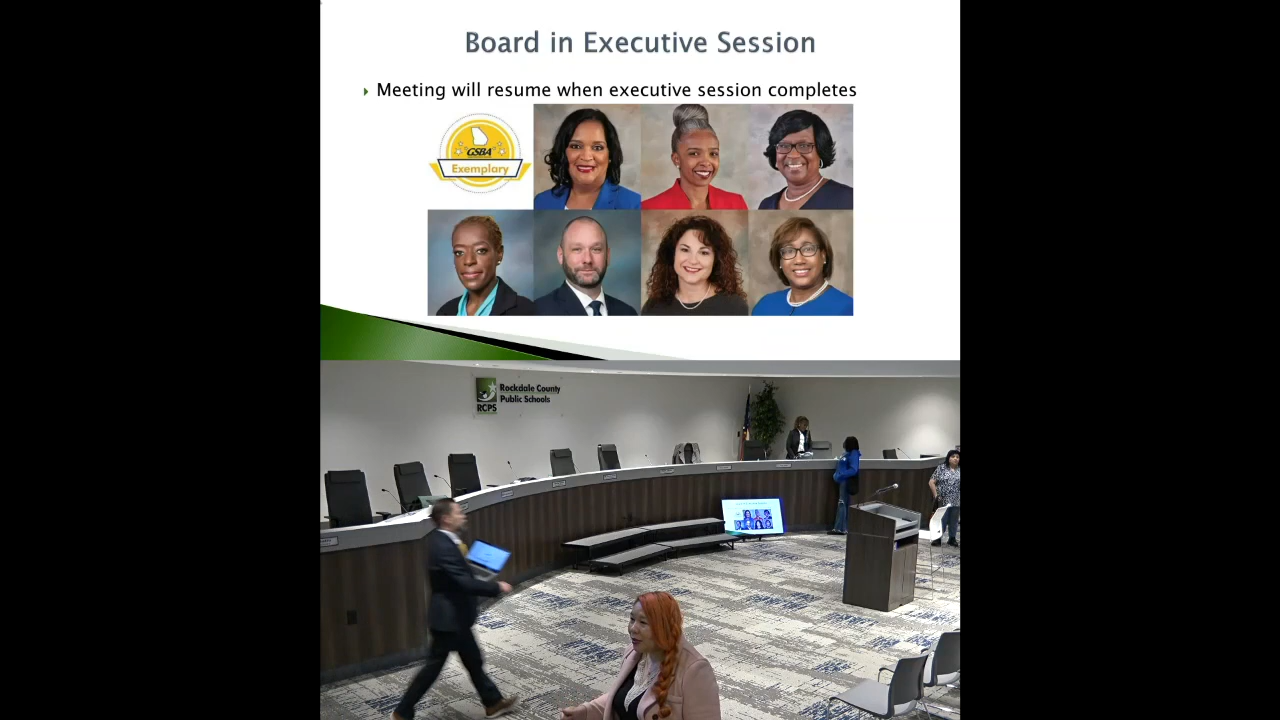 Board in Executive Session
Meeting will resume when executive session completes
GSBA
Exemplary
Rockdale County
Public Schools
RCPS